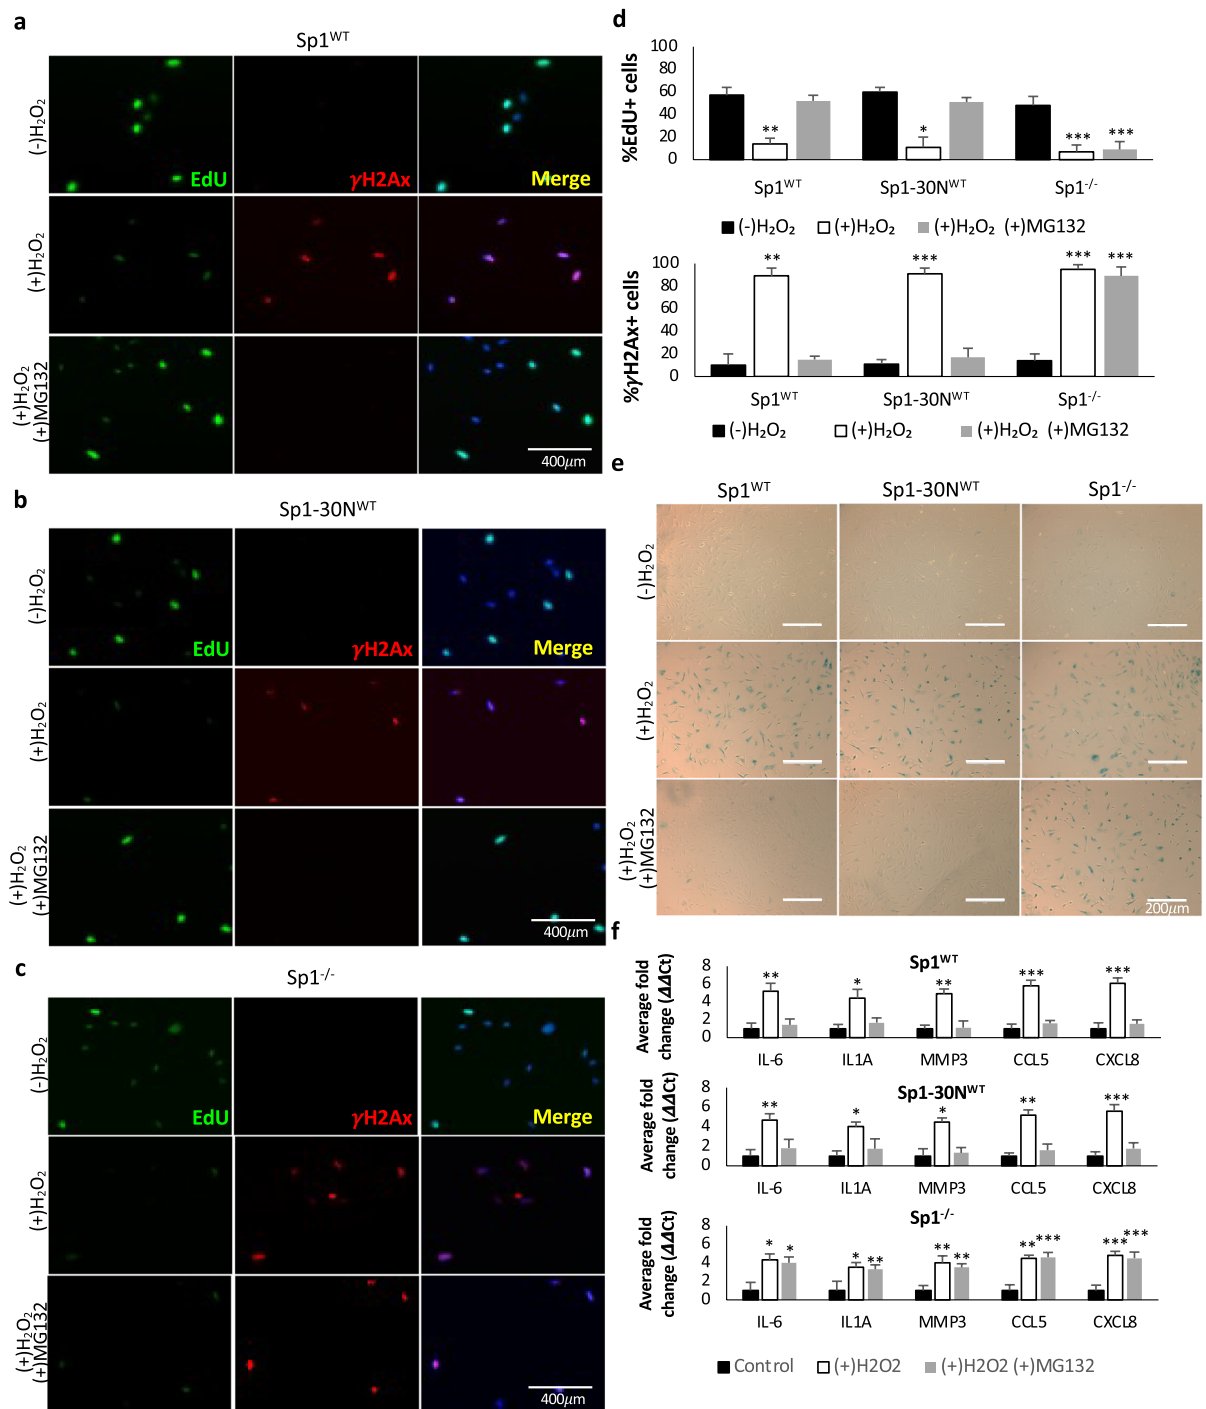 a
Sp1WT
(-)H₂O₂
EdU
γH2Ax
Merge
(+)H₂O₂
(+)H₂O₂
(+)MG132
400μm
b
Sp1-30NWT
(-)H₂O₂
EdU
γH2Ax
Merge
(+)H₂O₂
(+)H₂O₂
(+)MG132
400μm
c
Sp1-/-
(-)H₂O₂
EdU
γH2Ax
Merge
(+)H₂O₂
(+)H₂O₂
(+)MG132
400μm
d
%EdU+ cells
100
80
60
40
20
0
** * *** ***
Sp1WT Sp1-30NWT Sp1-/-
(-)H₂O₂ (+)H₂O₂ (+)H₂O₂ (+)MG132
%γH2Ax+ cells
100
80
60
40
20
0
** *** *** ***
Sp1WT Sp1-30NWT Sp1-/-
(-)H₂O₂ (+)H₂O₂ (+)H₂O₂ (+)MG132
e
Sp1WT Sp1-30NWT Sp1-/-
(-)H₂O₂
(+)H₂O₂
(+)H₂O₂
(+)MG132
200μm
f
Sp1WT
Average fold
change (ΔΔCt)
8
6
4
2
0
** * ** *** ***
IL-6 IL1A MMP3 CCL5 CXCL8
Sp1-30NWT
Average fold
change (ΔΔCt)
8
6
4
2
0
** * * ** ***
IL-6 IL1A MMP3 CCL5 CXCL8
Sp1-/-
Average fold
change (ΔΔCt)
8
6
4
2
0
* * * ** ** ** ** *** *** ***
IL-6 IL1A MMP3 CCL5 CXCL8
Control (+)H2O2 (+)H2O2 (+)MG132